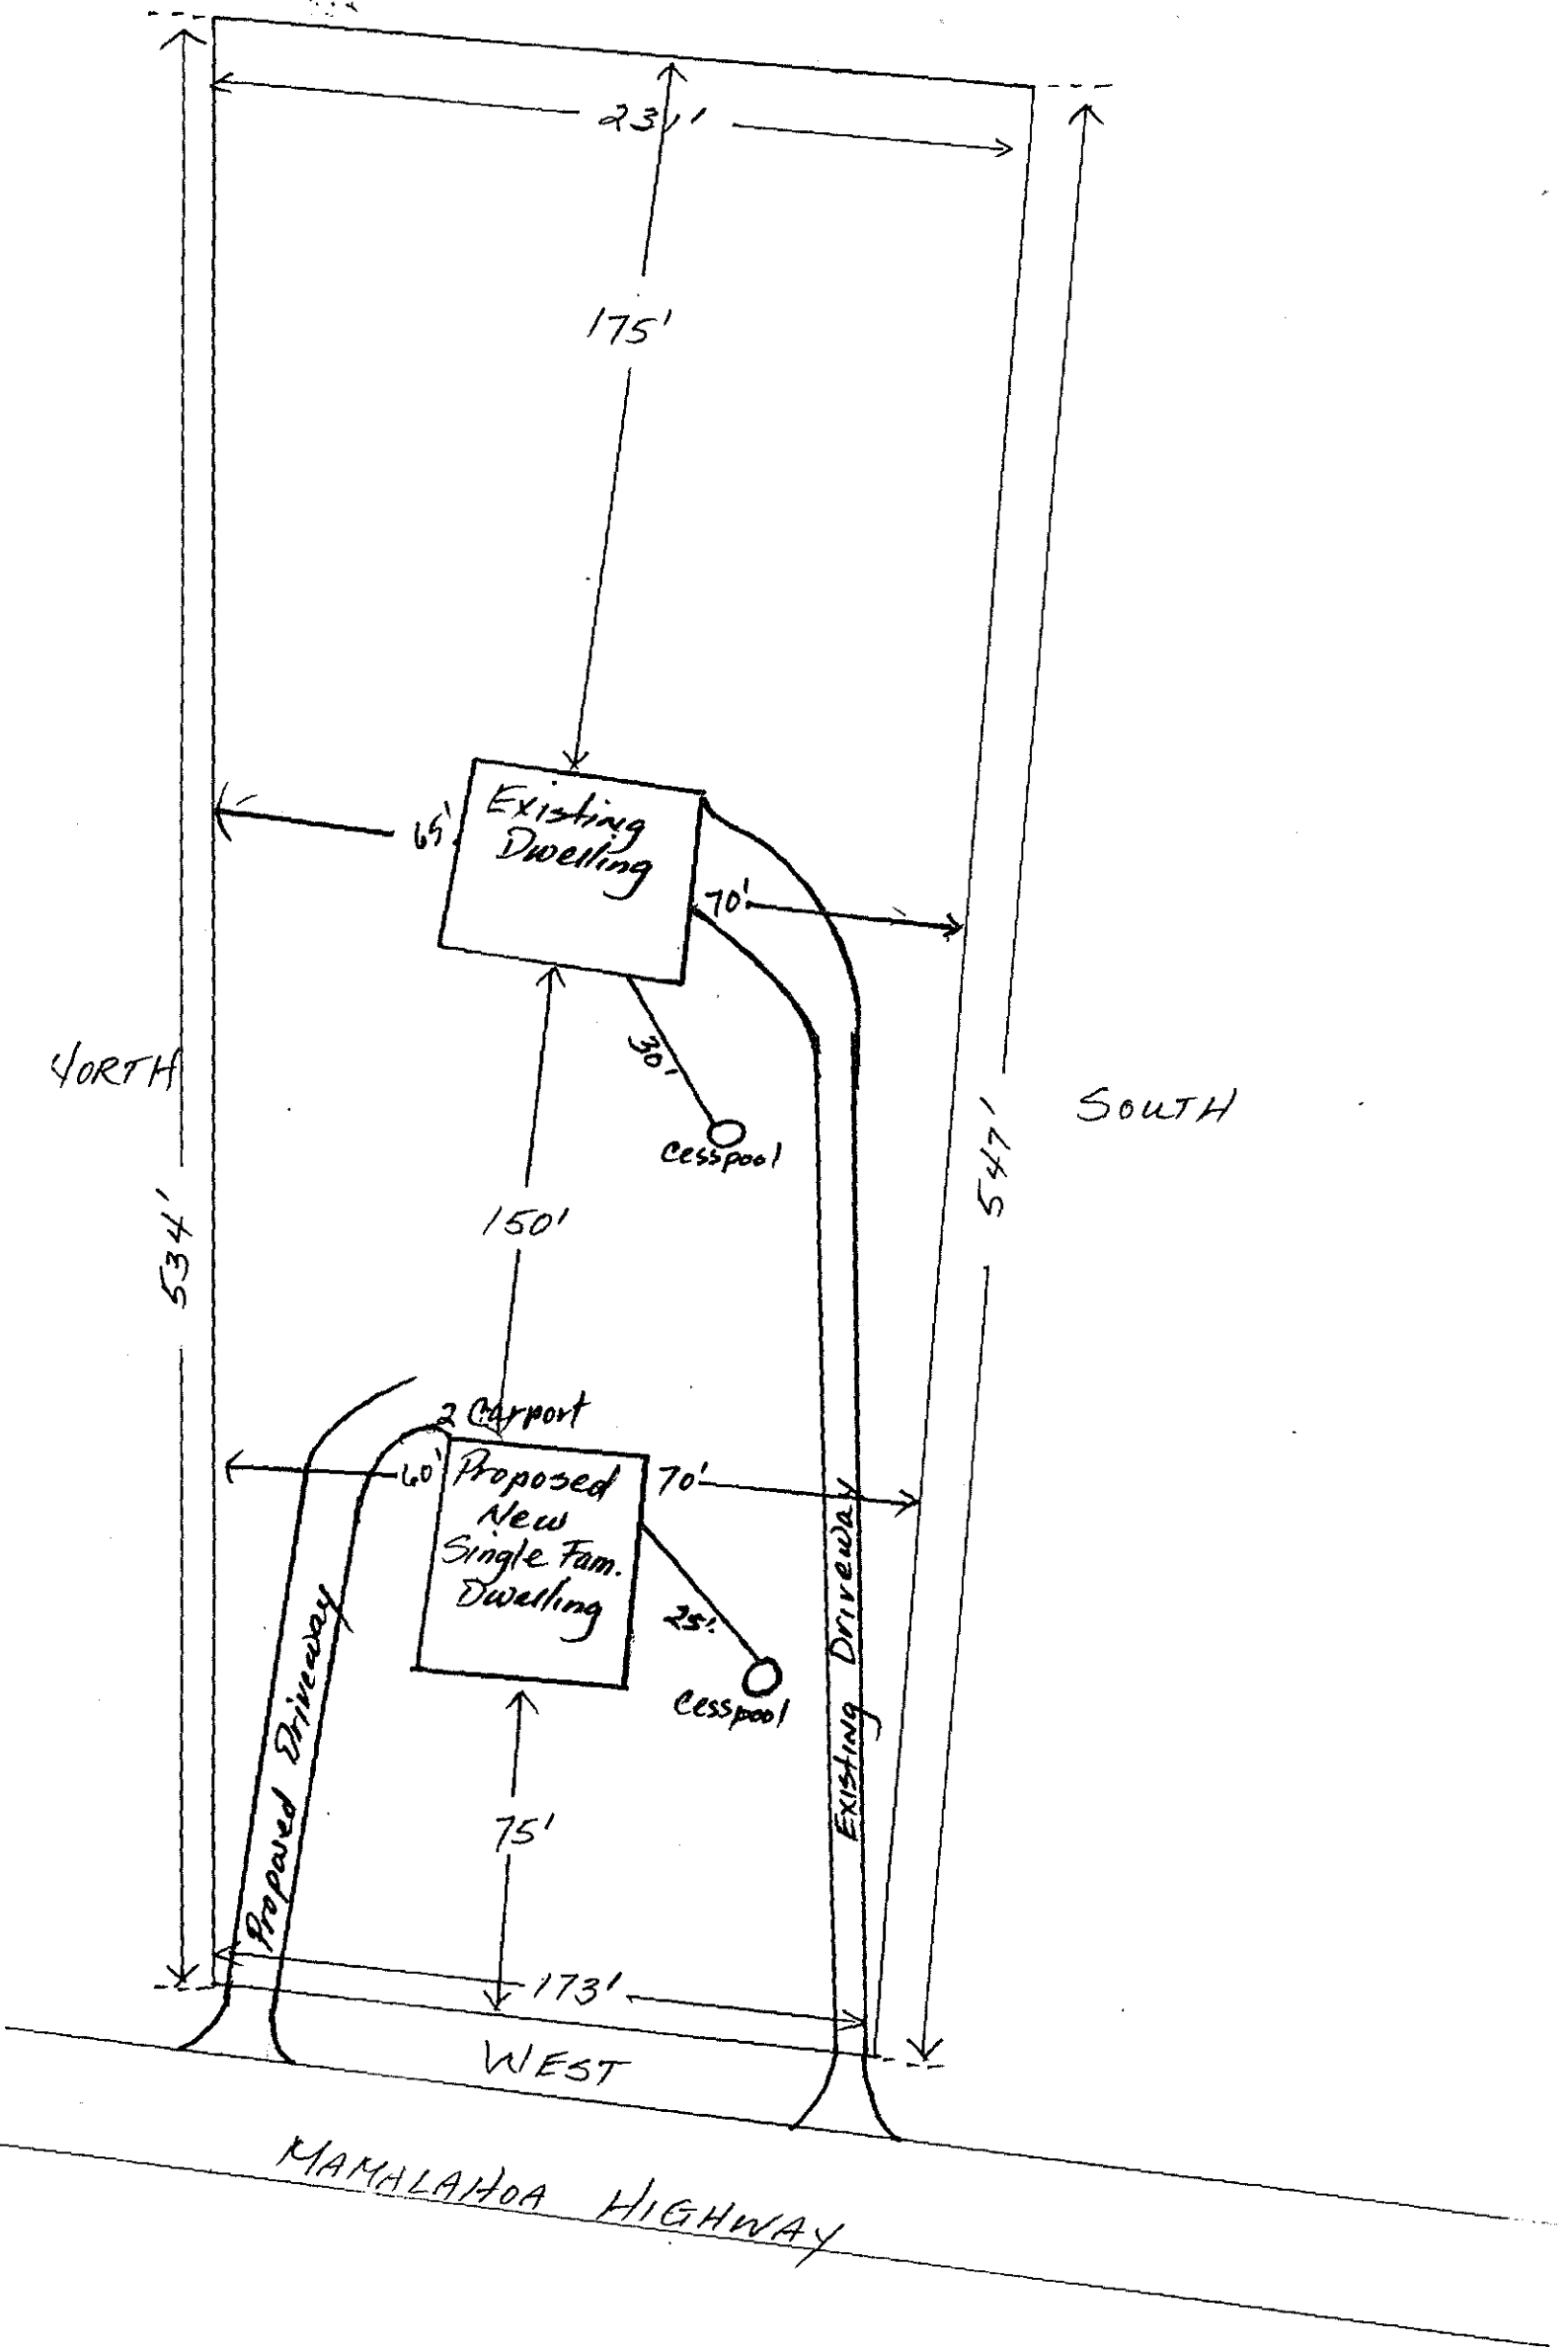 231'
175'
Existing
Dwelling
65'
70'
30'
Cesspool
NORTH
SOUTH
534'
547'
150'
2 Carport
60'
Proposed
New
Single Fam.
Dwelling
70'
25'
Cesspool
Proposed Driveway
Existing Driveway
75'
173'
WEST
MAMALAHOA HIGHWAY